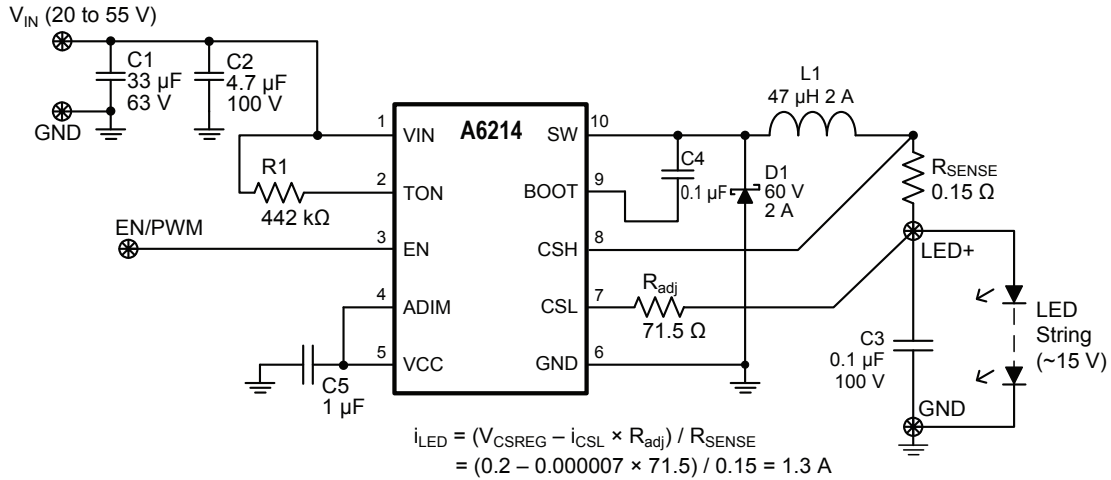 V_IN (20 to 55 V)
C1
33 µF
63 V
C2
4.7 µF
100 V
GND
R1
442 kΩ
EN/PWM
C5
1 µF
A6214
1
VIN
2
TON
3
EN
4
ADIM
5
VCC
10
SW
9
BOOT
8
CSH
7
CSL
6
GND
C4
0.1 µF
D1
60 V
2 A
L1
47 µH 2 A
R_SENSE
0.15 Ω
LED+
R_adj
71.5 Ω
C3
0.1 µF
100 V
LED
String
(~15 V)
GND
i_LED = (V_CSREG – i_CSL × R_adj) / R_SENSE
= (0.2 – 0.000007 × 71.5) / 0.15 = 1.3 A